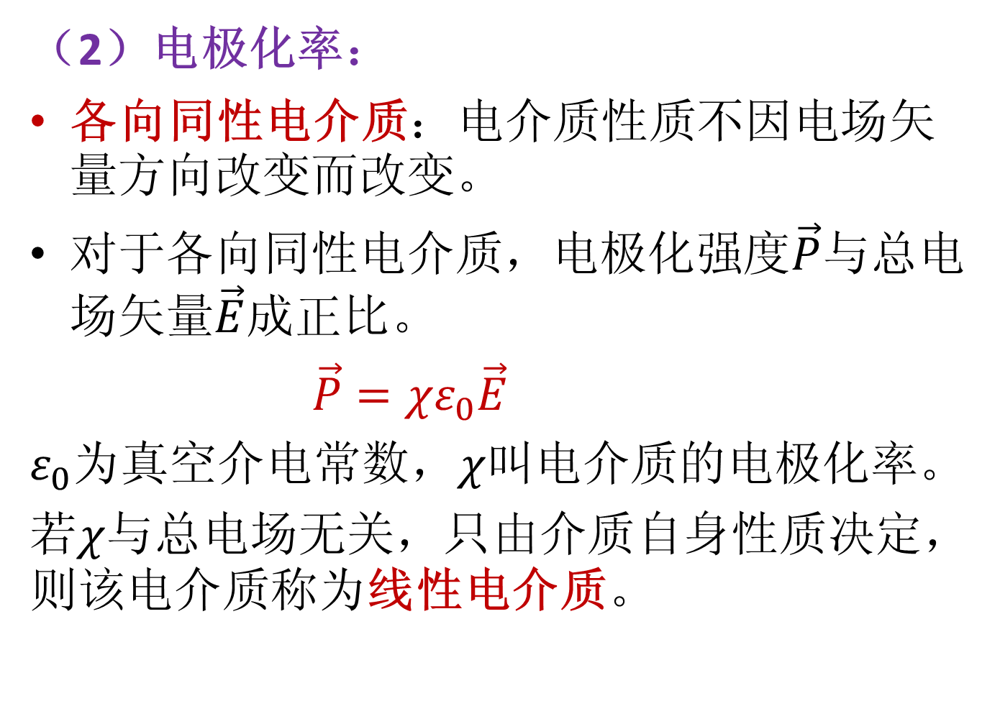 （2）电极化率：
• 各向同性电介质：电介质性质不因电场矢
量方向改变而改变。
• 对于各向同性电介质，电极化强度$\vec{P}$与总电
场矢量$\vec{E}$成正比。
$\vec{P} = \chi\varepsilon_0\vec{E}$
$\varepsilon_0$为真空介电常数，$\chi$叫电介质的电极化率。
若$\chi$与总电场无关，只由介质自身性质决定，
则该电介质称为线性电介质。